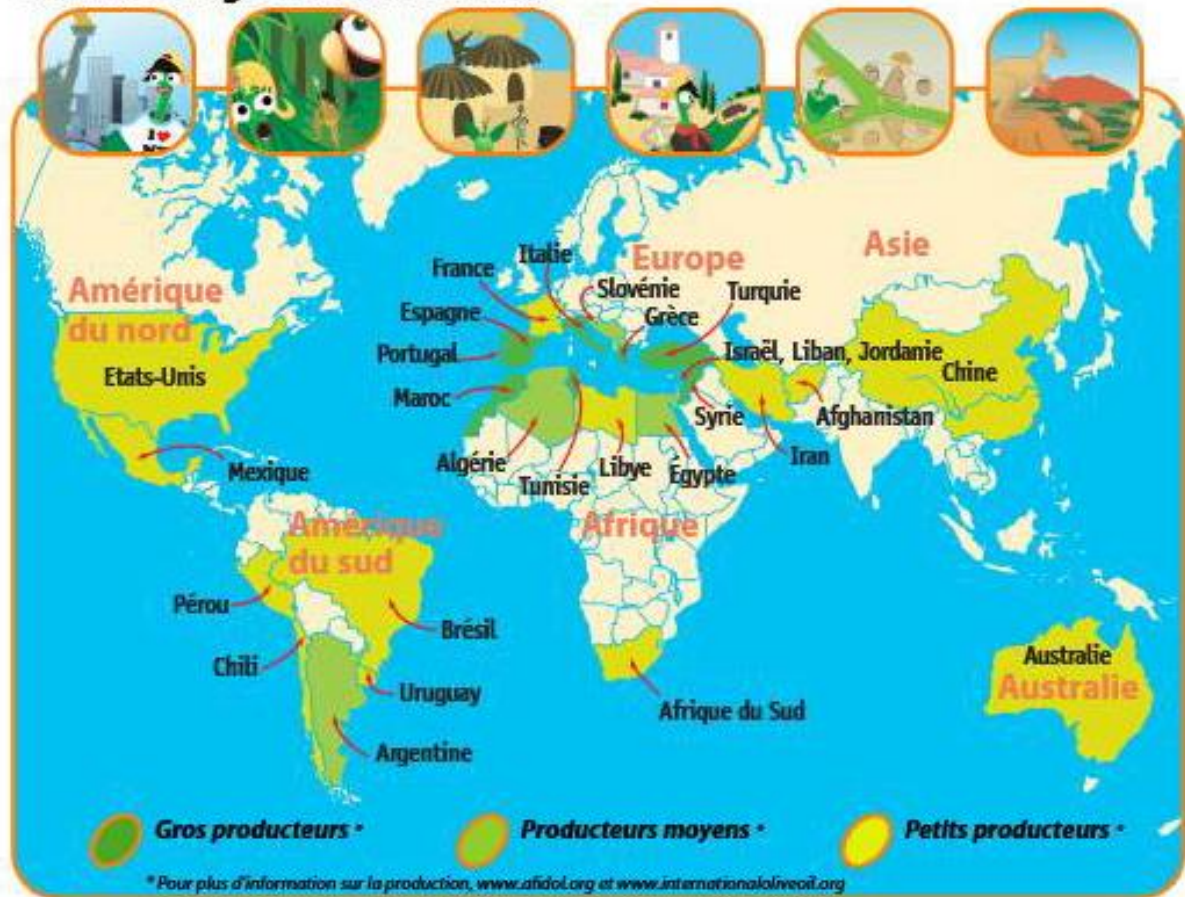 I ♥
Amérique
du nord
Etats-Unis
Mexique
Amérique
du sud
Pérou
Brésil
Chili
Uruguay
Argentine
Europe
Italie
France
Slovénie
Espagne
Grèce
Turquie
Portugal
Israël, Liban, Jordanie
Maroc
Syrie
Afghanistan
Algérie
Tunisie
Libye
Égypte
Iran
Asie
Chine
Afrique
Afrique du Sud
Australie
Australie
Gros producteurs *
Producteurs moyens *
Petits producteurs *
* Pour plus d'information sur la production, www.afidol.org et www.internationaloliveoil.org